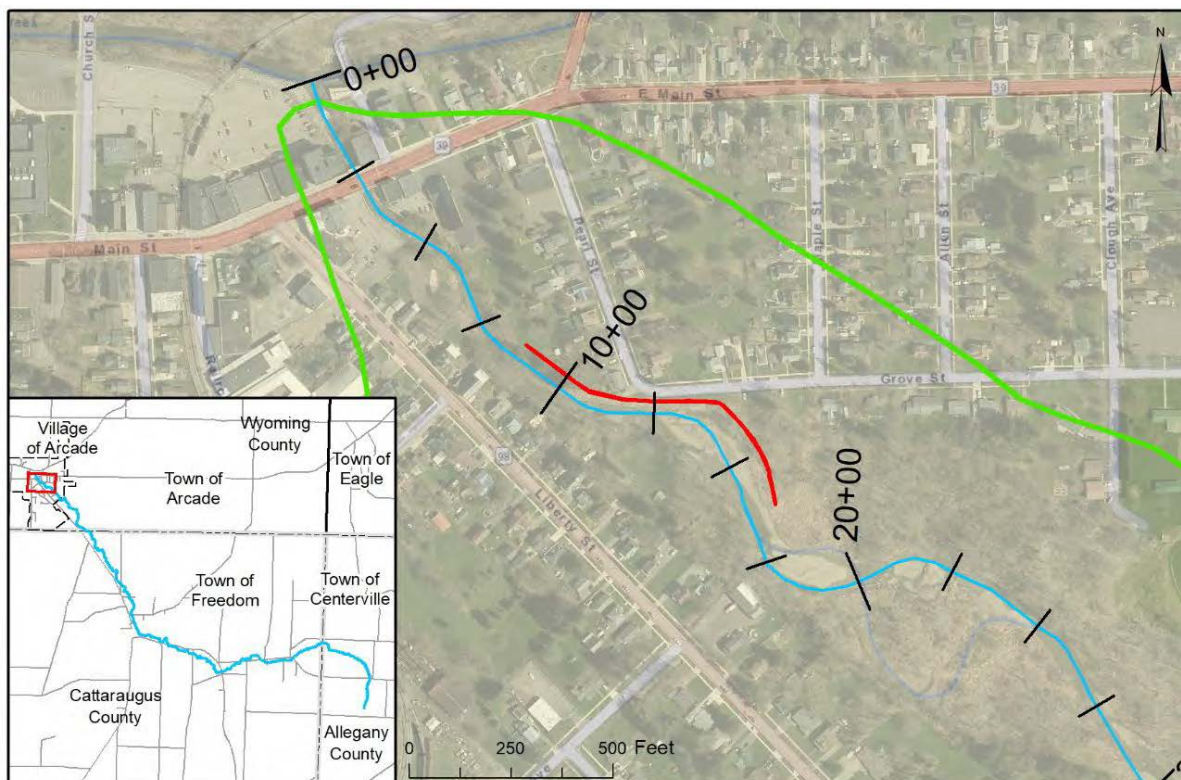 Church S
0+00
N
E Main St
39
39
Main St
Pearl St
Maple St
Allen St
Clough Ave
10+00
Grove St
98
Liberty St
20+00
Village
of Arcade
Wyoming
County
Town of
Arcade
Town of
Eagle
Town of
Freedom
Town of
Centerville
Cattaraugus
County
Allegany
County
0 250 500 Feet
Ave